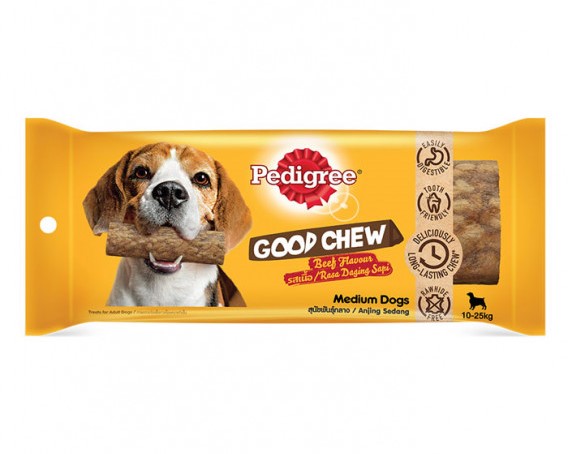 Pedigree®
GOOD CHEW™
Beef Flavour
รสเนื้อ / Rasa Daging Sapi
Medium Dogs
สุนัขพันธุ์กลาง / Anjing Sedang
EASILY DIGESTIBLE
TOOTH FRIENDLY
DELICIOUSLY LONG-LASTING CHEW™
RAWHIDE FREE
10-25kg
Treats for Adult Dogs /